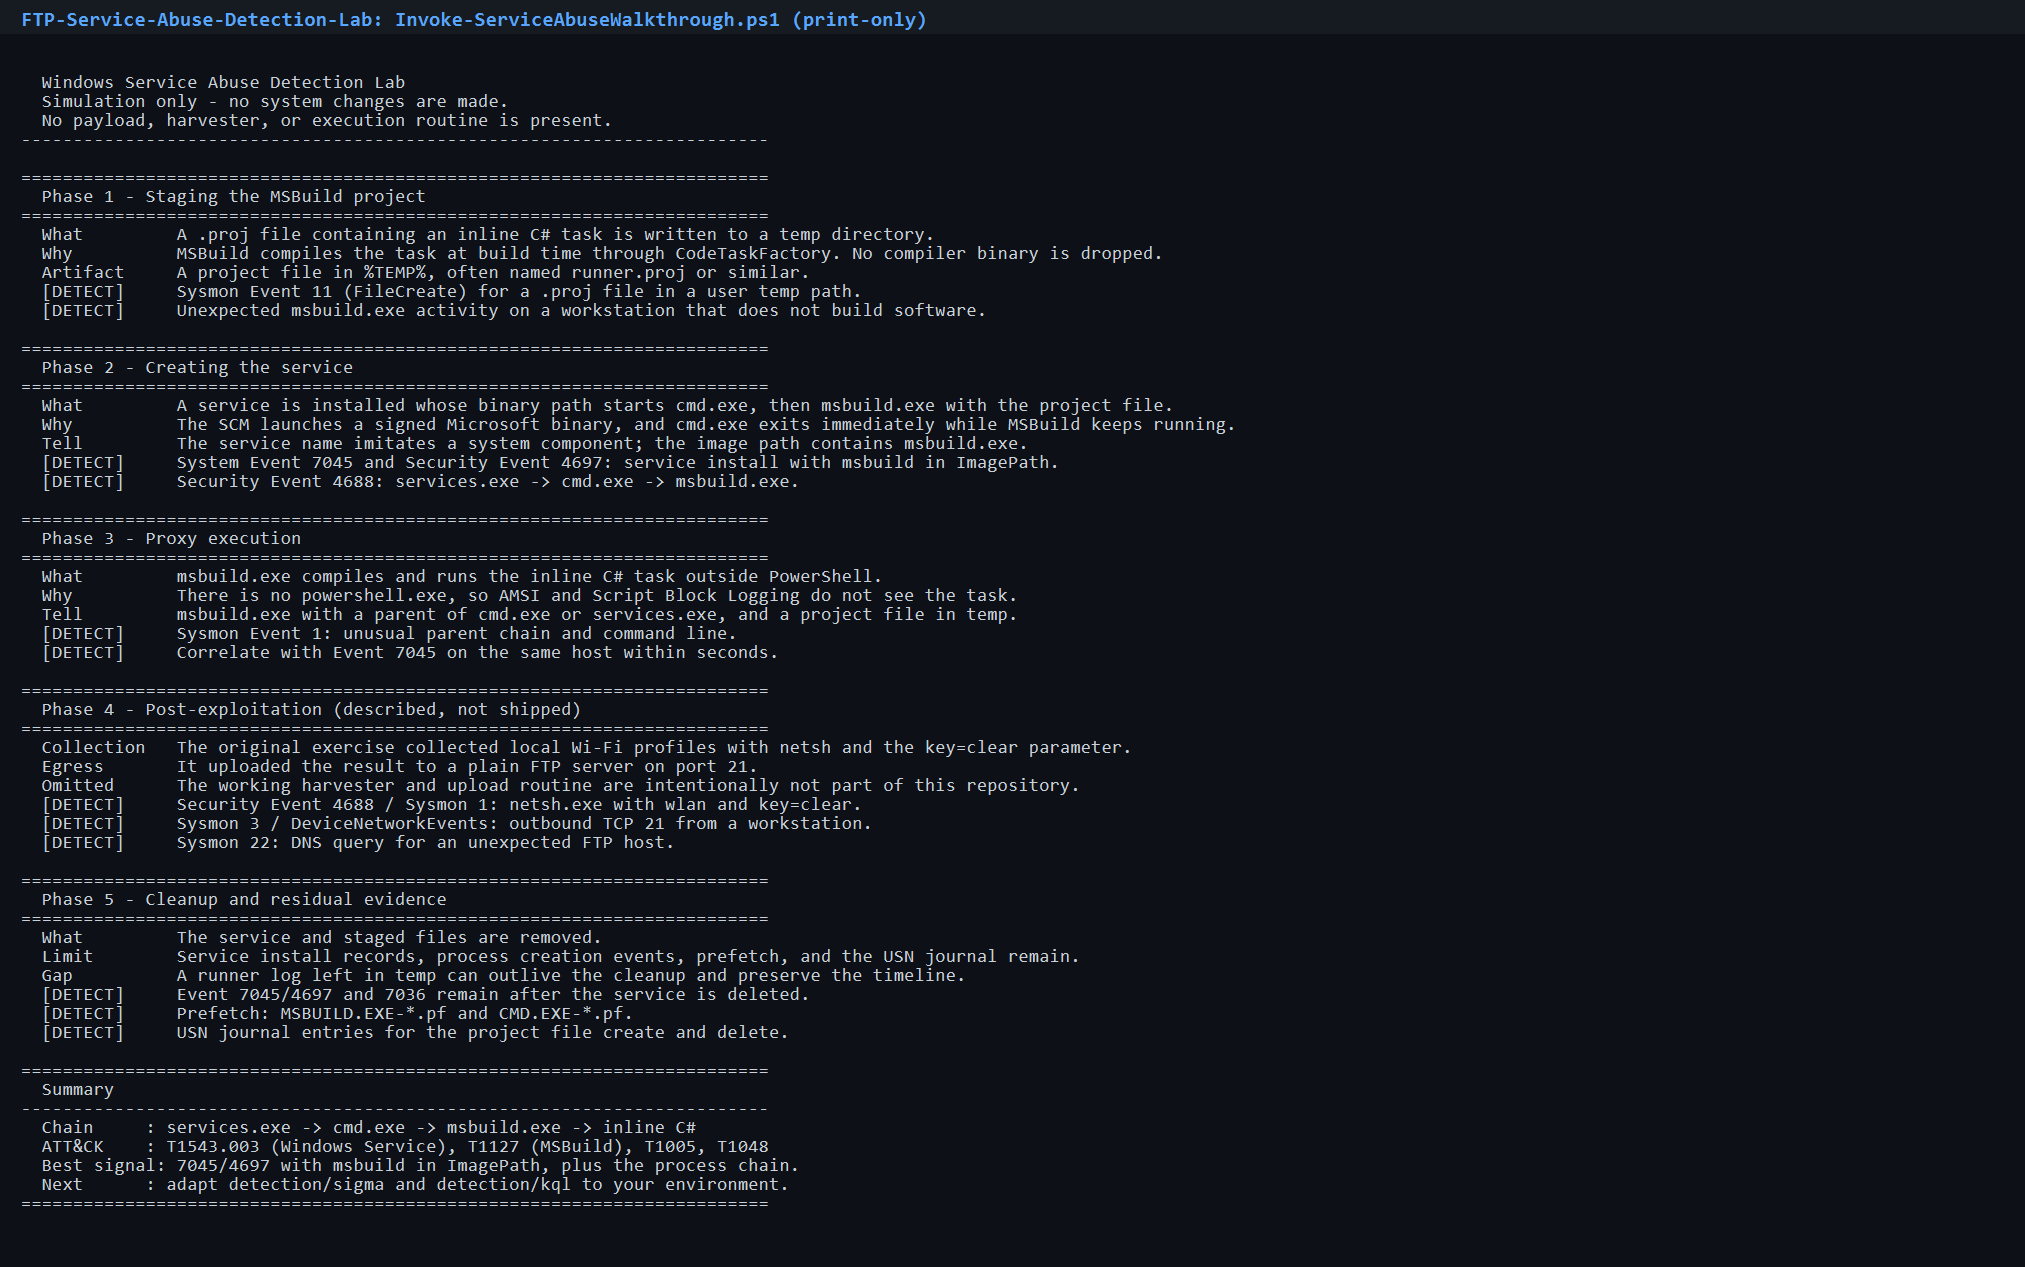 FTP-Service-Abuse-Detection-Lab: Invoke-ServiceAbuseWalkthrough.ps1 (print-only)
Windows Service Abuse Detection Lab
Simulation only - no system changes are made.
No payload, harvester, or execution routine is present.
------------------------------------------------------------------------
========================================================================
Phase 1 - Staging the MSBuild project
========================================================================
What         A .proj file containing an inline C# task is written to a temp directory.
Why          MSBuild compiles the task at build time through CodeTaskFactory. No compiler binary is dropped.
Artifact     A project file in %TEMP%, often named runner.proj or similar.
[DETECT]     Sysmon Event 11 (FileCreate) for a .proj file in a user temp path.
[DETECT]     Unexpected msbuild.exe activity on a workstation that does not build software.
========================================================================
Phase 2 - Creating the service
========================================================================
What         A service is installed whose binary path starts cmd.exe, then msbuild.exe with the project file.
Why          The SCM launches a signed Microsoft binary, and cmd.exe exits immediately while MSBuild keeps running.
Tell         The service name imitates a system component; the image path contains msbuild.exe.
[DETECT]     System Event 7045 and Security Event 4697: service install with msbuild in ImagePath.
[DETECT]     Security Event 4688: services.exe -> cmd.exe -> msbuild.exe.
========================================================================
Phase 3 - Proxy execution
========================================================================
What         msbuild.exe compiles and runs the inline C# task outside PowerShell.
Why          There is no powershell.exe, so AMSI and Script Block Logging do not see the task.
Tell         msbuild.exe with a parent of cmd.exe or services.exe, and a project file in temp.
[DETECT]     Sysmon Event 1: unusual parent chain and command line.
[DETECT]     Correlate with Event 7045 on the same host within seconds.
========================================================================
Phase 4 - Post-exploitation (described, not shipped)
========================================================================
Collection   The original exercise collected local Wi-Fi profiles with netsh and the key=clear parameter.
Egress       It uploaded the result to a plain FTP server on port 21.
Omitted      The working harvester and upload routine are intentionally not part of this repository.
[DETECT]     Security Event 4688 / Sysmon 1: netsh.exe with wlan and key=clear.
[DETECT]     Sysmon 3 / DeviceNetworkEvents: outbound TCP 21 from a workstation.
[DETECT]     Sysmon 22: DNS query for an unexpected FTP host.
========================================================================
Phase 5 - Cleanup and residual evidence
========================================================================
What         The service and staged files are removed.
Limit        Service install records, process creation events, prefetch, and the USN journal remain.
Gap          A runner log left in temp can outlive the cleanup and preserve the timeline.
[DETECT]     Event 7045/4697 and 7036 remain after the service is deleted.
[DETECT]     Prefetch: MSBUILD.EXE-*.pf and CMD.EXE-*.pf.
[DETECT]     USN journal entries for the project file create and delete.
========================================================================
Summary
------------------------------------------------------------------------
Chain     : services.exe -> cmd.exe -> msbuild.exe -> inline C#
ATT&CK    : T1543.003 (Windows Service), T1127 (MSBuild), T1005, T1048
Best signal: 7045/4697 with msbuild in ImagePath, plus the process chain.
Next      : adapt detection/sigma and detection/kql to your environment.
========================================================================